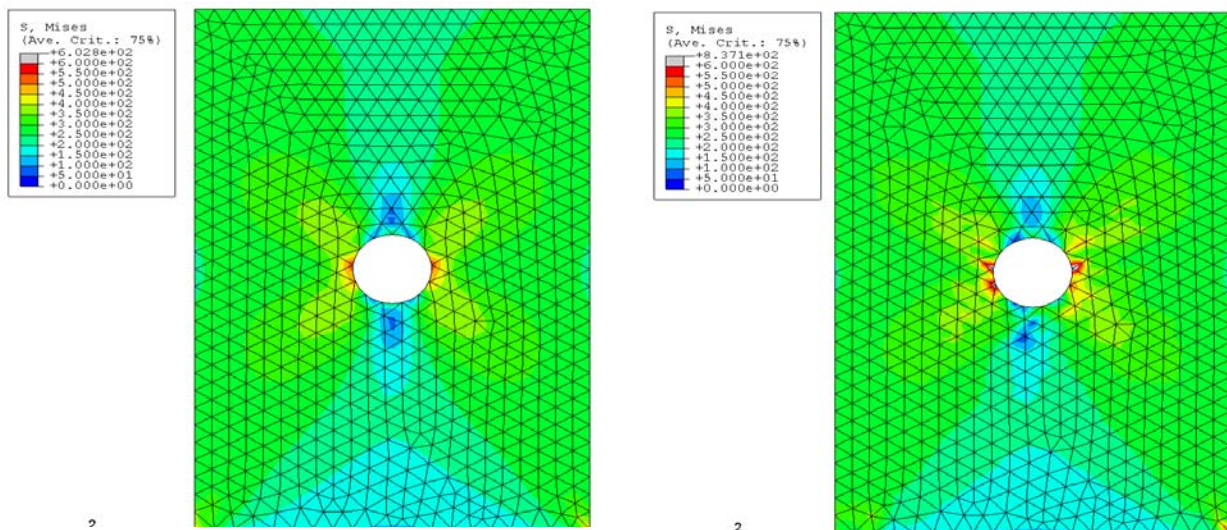 S, Mises
(Ave. Crit.: 75%)
+6.028e+02
+6.000e+02
+5.500e+02
+5.000e+02
+4.500e+02
+4.000e+02
+3.500e+02
+3.000e+02
+2.500e+02
+2.000e+02
+1.500e+02
+1.000e+02
+5.000e+01
+0.000e+00
2
S, Mises
(Ave. Crit.: 75%)
+8.371e+02
+6.000e+02
+5.500e+02
+5.000e+02
+4.500e+02
+4.000e+02
+3.500e+02
+3.000e+02
+2.500e+02
+2.000e+02
+1.500e+02
+1.000e+02
+5.000e+01
+0.000e+00
2